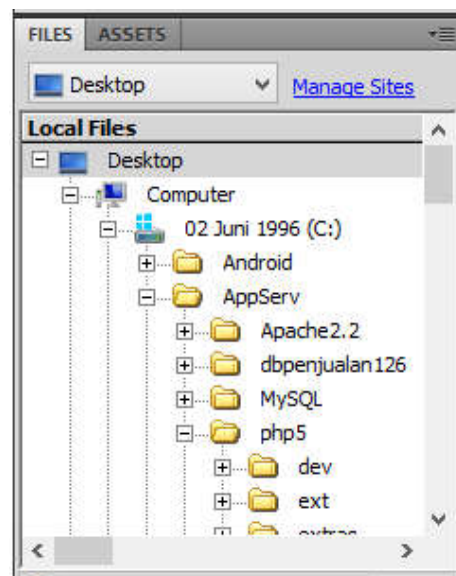 FILES ASSETS
Desktop Manage Sites
Local Files
Desktop
Computer
02 Juni 1996 (C:)
Android
AppServ
Apache2.2
dbpenjualan126
MySQL
php5
dev
ext